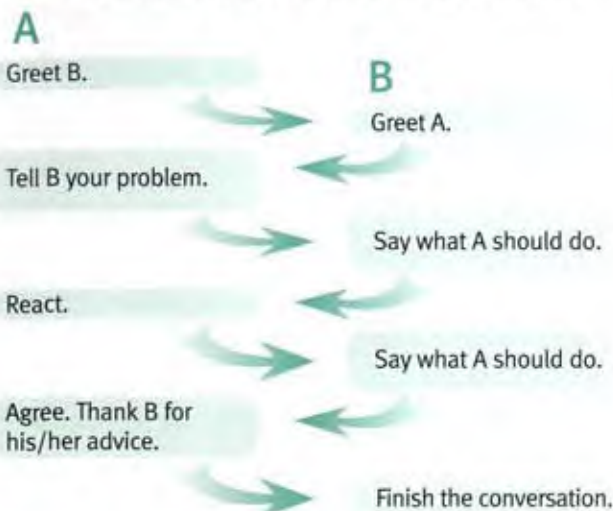 A
Greet B.
B
Greet A.
Tell B your problem.
Say what A should do.
React.
Say what A should do.
Agree. Thank B for
his/her advice.
Finish the conversation.